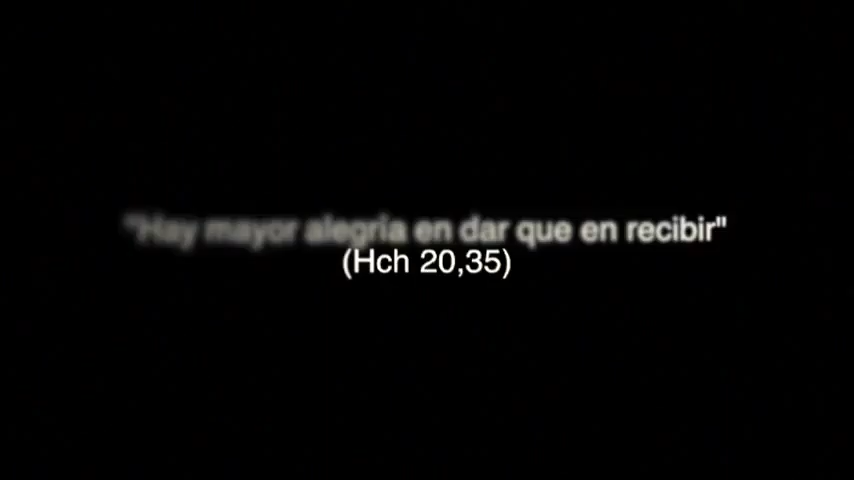 "Hay mayor alegria en dar que en recibir"
(Hch 20,35)